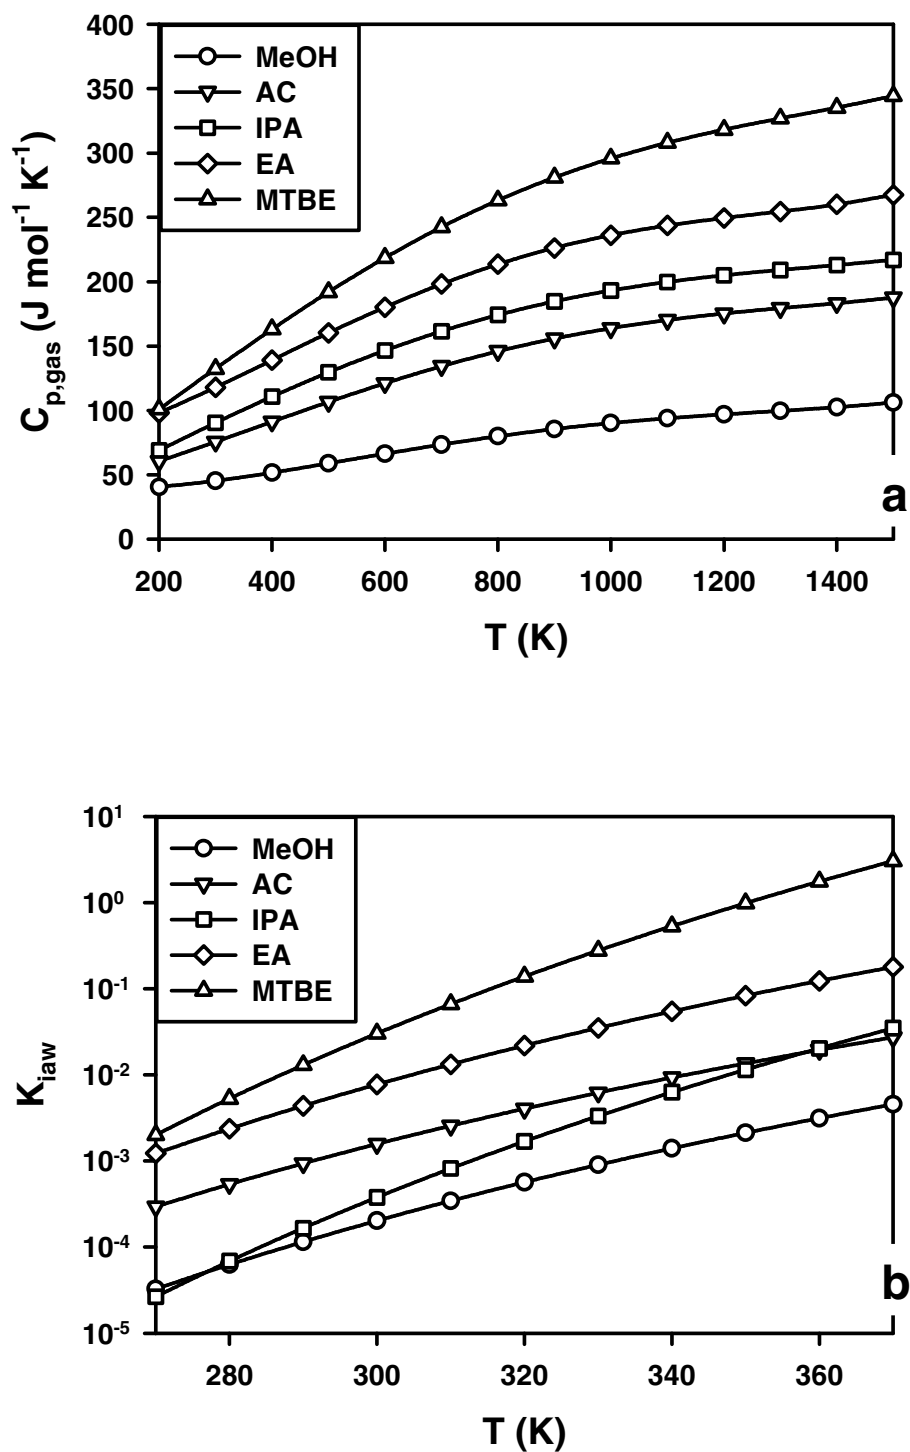 400
350
300
250
200
150
100
50
0
C_p,gas (J mol⁻¹ K⁻¹)
MeOH
AC
IPA
EA
MTBE
a
200 400 600 800 1000 1200 1400
T (K)
10¹
10⁰
10⁻¹
10⁻²
10⁻³
10⁻⁴
10⁻⁵
K_iaw
MeOH
AC
IPA
EA
MTBE
b
280 300 320 340 360
T (K)